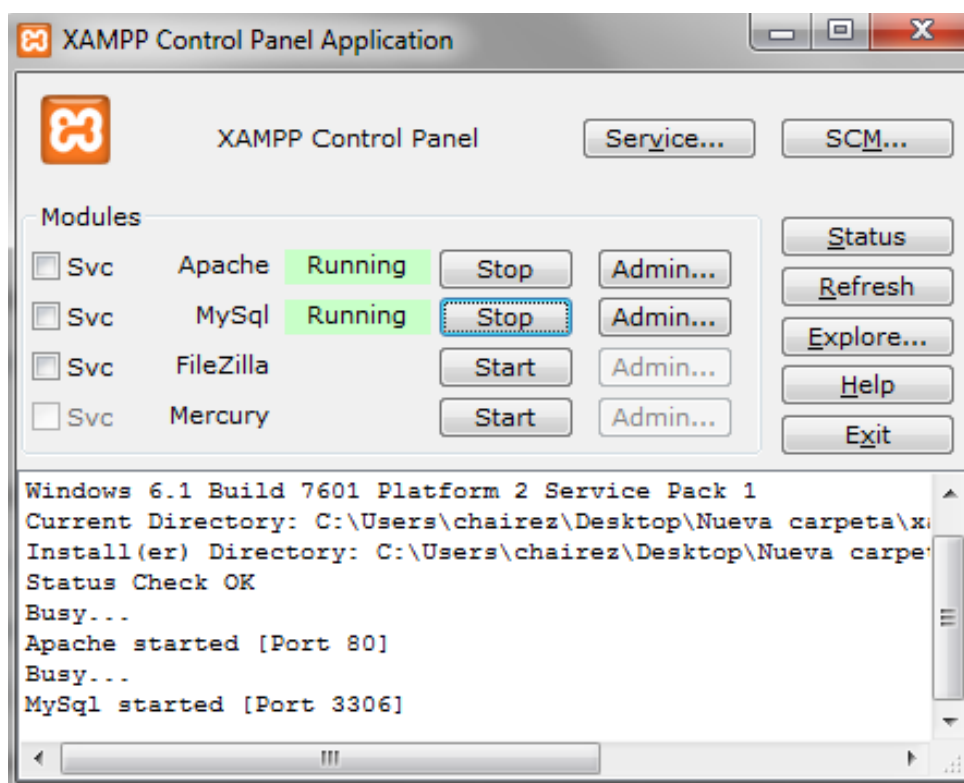 XAMPP Control Panel Application
XAMPP Control Panel Service... SCM...
Modules
Svc Apache Running Stop Admin...
Svc MySql Running Stop Admin...
Svc FileZilla Start Admin...
Svc Mercury Start Admin...
Status
Refresh
Explore...
Help
Exit
Windows 6.1 Build 7601 Platform 2 Service Pack 1
Current Directory: C:\Users\chairez\Desktop\Nueva carpeta\x
Install(er) Directory: C:\Users\chairez\Desktop\Nueva carpe
Status Check OK
Busy...
Apache started [Port 80]
Busy...
MySql started [Port 3306]